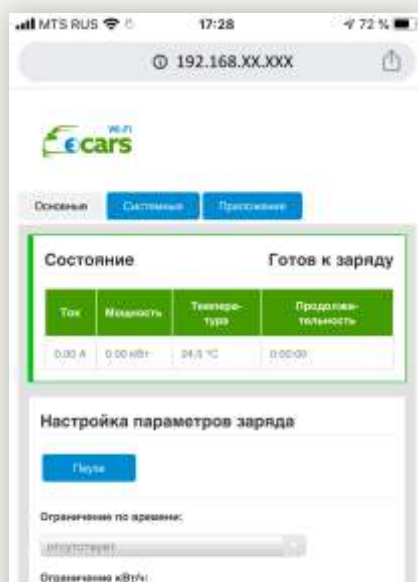 MTS RUS 17:28 72 %
192.168.XX.XXX
Wi-Fi
ecars
Основные Системные Приложение
Состояние Готов к заряду
Ток Мощность Темпера- Продолжи-
тура тельность
0.00 A 0.00 кВт 24.5 °C 0:00:00
Настройка параметров заряда
Пауза
Ограничение по времени:
отсутствует
Ограничение кВт/ч: